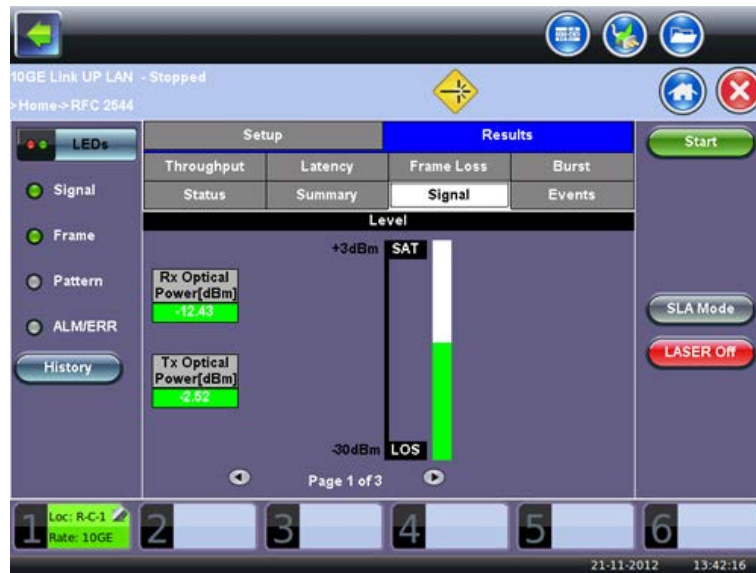 10GE Link UP LAN - Stopped
>Home->RFC 2544
LEDs
Signal
Frame
Pattern
ALM/ERR
History
Setup Results
Throughput Latency Frame Loss Burst
Status Summary Signal Events
Level
+3dBm SAT
Rx Optical
Power[dBm]
-12.43
Tx Optical
Power[dBm]
-2.52
-30dBm LOS
Page 1 of 3
Start
SLA Mode
LASER Off
1 Loc: R-C-1
Rate: 10GE
2 3 4 5 6
21-11-2012 13:42:16